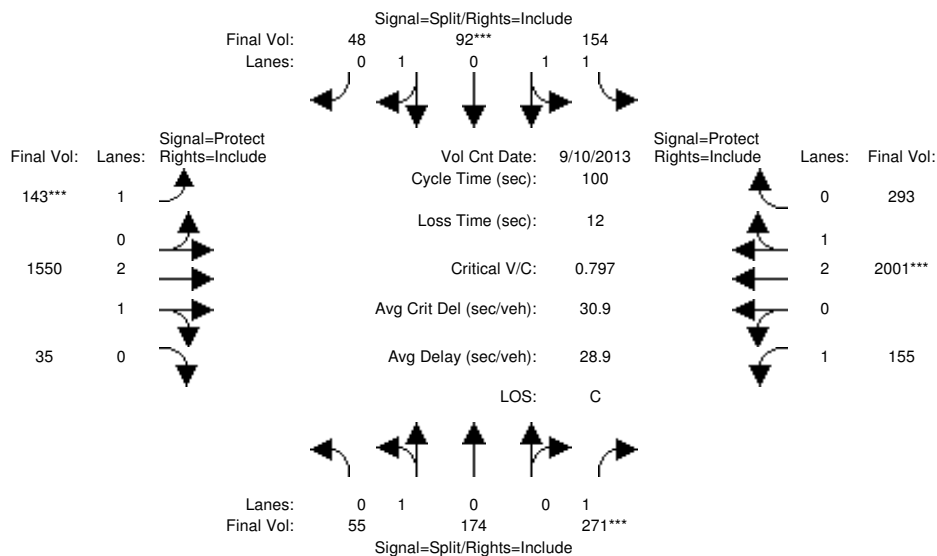 Signal=Split/Rights=Include
Final Vol: 48 92*** 154
Lanes: 0 1 0 1 1
Signal=Protect Signal=Protect
Final Vol: Lanes: Rights=Include Vol Cnt Date: 9/10/2013 Rights=Include Lanes: Final Vol:
Cycle Time (sec): 100
143*** 1 0 293
Loss Time (sec): 12
0 1
1550 2 Critical V/C: 0.797 2 2001***
1 Avg Crit Del (sec/veh): 30.9 0
35 0 Avg Delay (sec/veh): 28.9 1 155
LOS: C
Lanes: 0 1 0 0 1
Final Vol: 55 174 271***
Signal=Split/Rights=Include